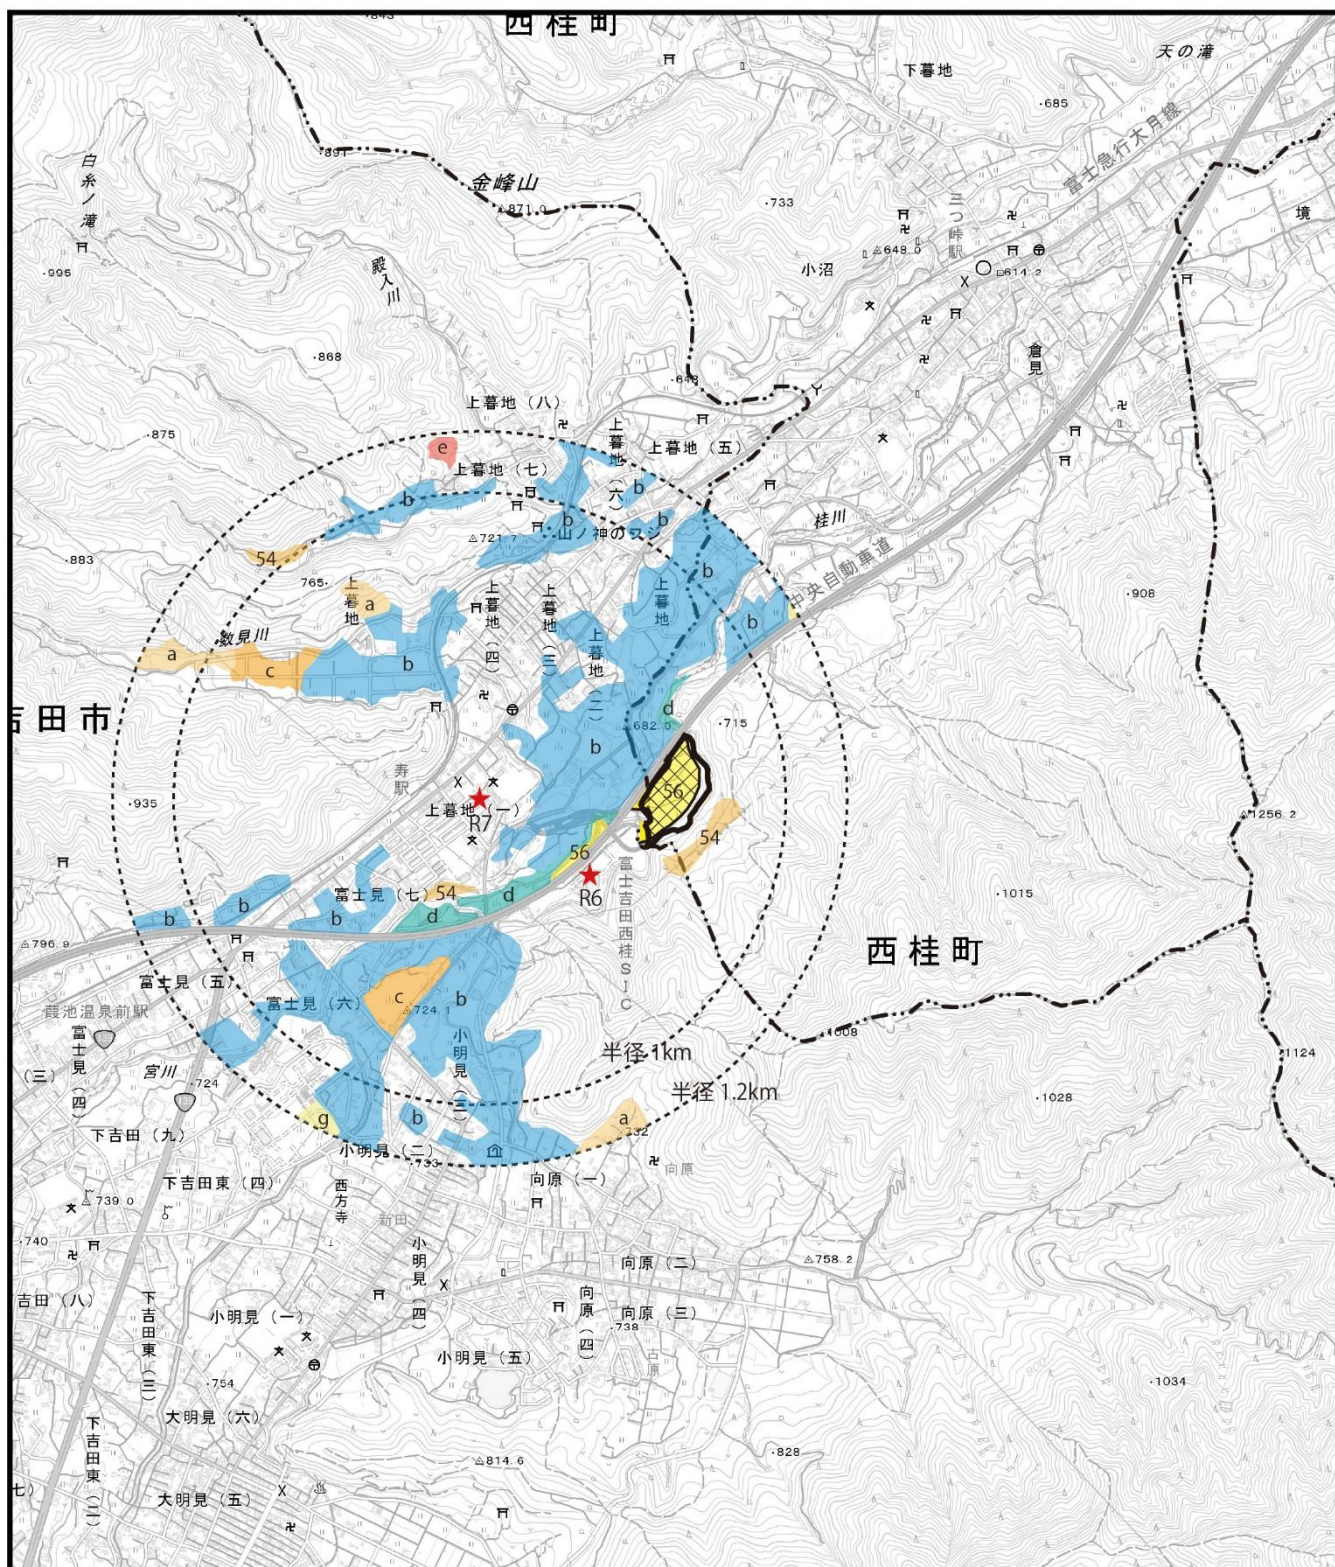 843
西桂町
天の滝
下暮地
685
富士急行大月線
891
白糸ノ滝
金峰山
871.0
733
三つ峠駅
境
648.0
995
殿入川
小沼
614.2
868
倉見
643
上暮地（八）
875
上暮地（五）
e
上暮地（七）
上暮地（六）
b
b
桂川
b
b
山ノ神のフジ
721.7
中央自動車道
54
883
765
上暮地
a
上暮地（四）
上暮地（三）
上暮地
b
908
数見川
上暮地（二）
b
a
c
b
d
吉田市
682.0
715
b
寿駅
56
935
上暮地（一）
R7
1256.2
54
56
富士吉田西桂SIC
R6
富士見（七）
54
1015
d
b
b
b
d
796.9
西桂町
富士見（五）
富士見（六）
c
b
724.1
葭池温泉前駅
富士見（四）
小明見（三）
1008
半径1km
1124
（三）
宮川
724
半径1.2km
1028
g
b
a
732
下吉田（九）
小明見（二）
733
向原
下吉田東（四）
向原（一）
739.0
西方寺
新田
740
小明見（四）
向原（二）
758.2
吉田（八）
下吉田東（三）
小明見（一）
向原（四）
向原（三）
738
小明見（五）
古原
754
1034
大明見（六）
下吉田東（二）
828
814.6
七）
大明見（五）